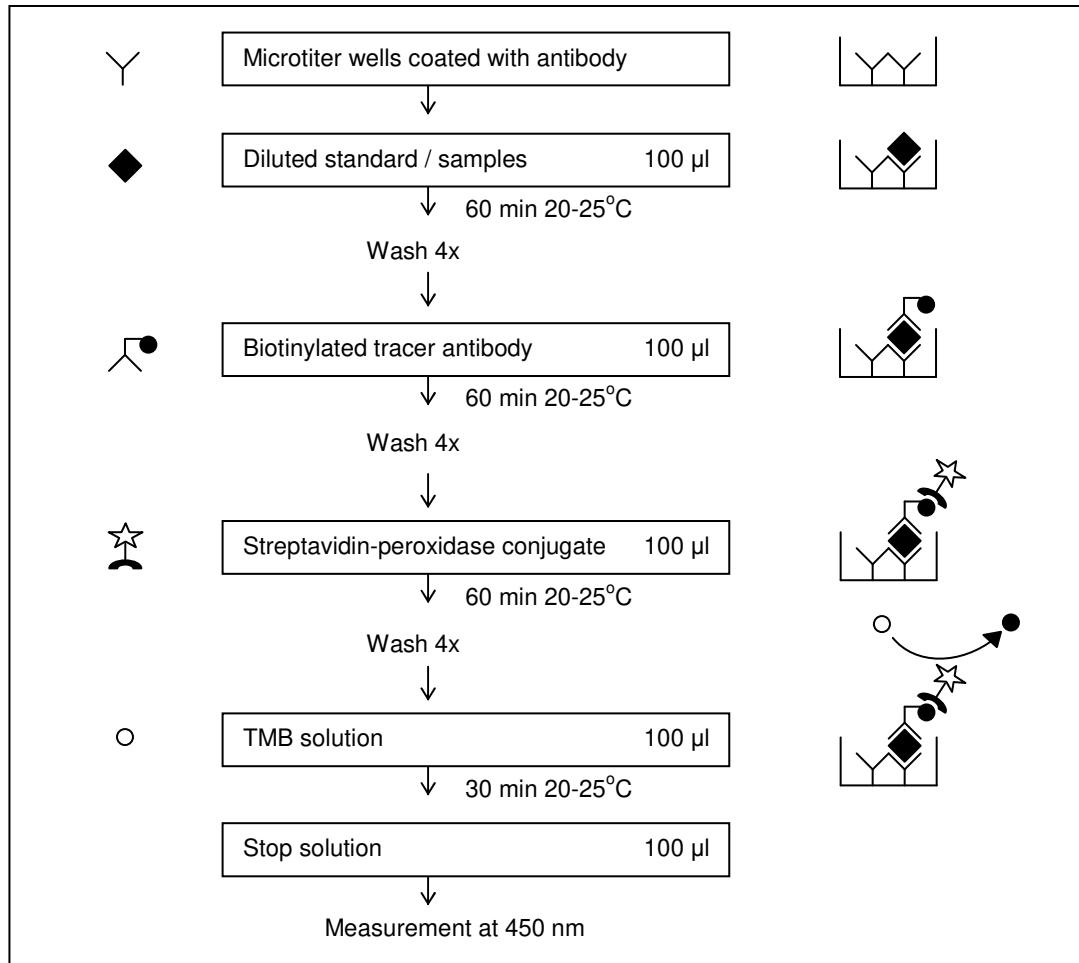 Microtiter wells coated with antibody
Diluted standard / samples 100 µl
60 min 20-25°C
Wash 4x
Biotinylated tracer antibody 100 µl
60 min 20-25°C
Wash 4x
Streptavidin-peroxidase conjugate 100 µl
60 min 20-25°C
Wash 4x
TMB solution 100 µl
30 min 20-25°C
Stop solution 100 µl
Measurement at 450 nm